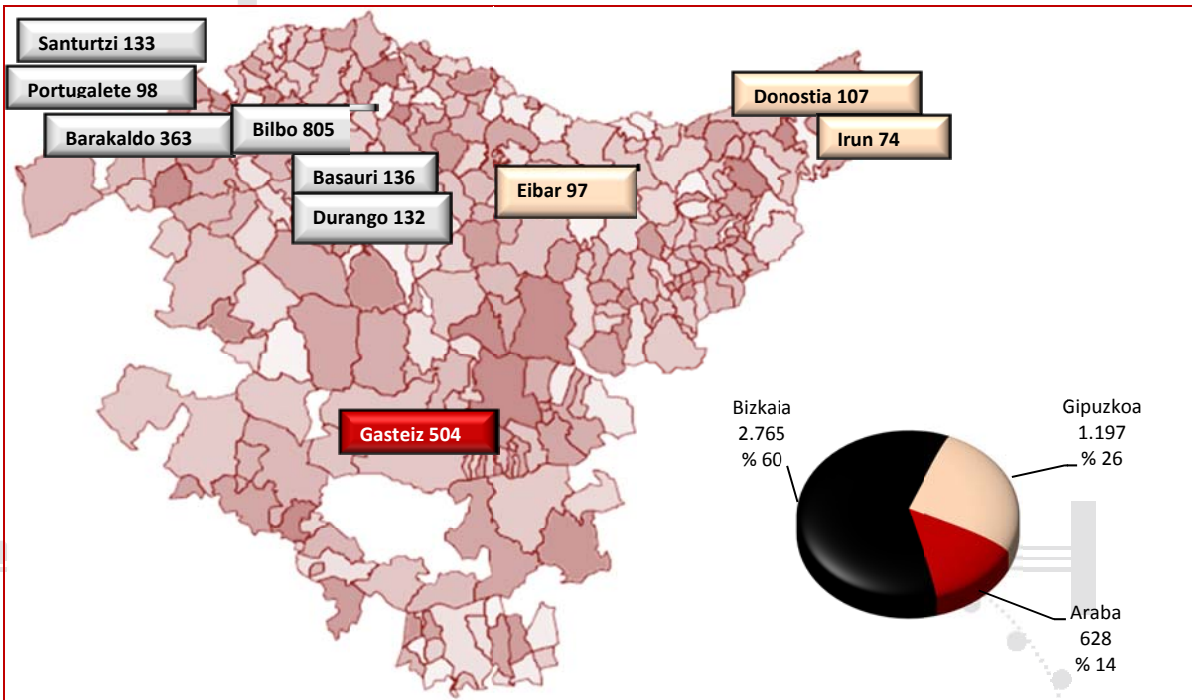 Santurtzi 133
Portugalete 98
Barakaldo 363
Bilbo 805
Basauri 136
Durango 132
Eibar 97
Donostia 107
Irun 74
Gasteiz 504
Bizkaia
2.765
% 60
Gipuzkoa
1.197
% 26
Araba
628
% 14